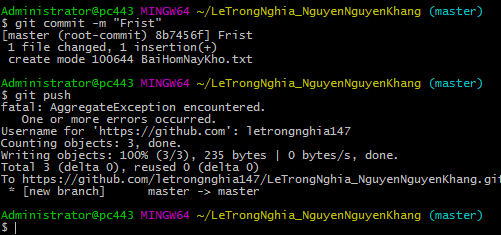 Administrator@pc443 MINGW64 ~/LeTrongNghia_NguyenNguyenKhang (master)
$ git commit -m "Frist"
[master (root-commit) 8b7456f] Frist
 1 file changed, 1 insertion(+)
 create mode 100644 BaiHomNayKho.txt

Administrator@pc443 MINGW64 ~/LeTrongNghia_NguyenNguyenKhang (master)
$ git push
fatal: AggregateException encountered.
   One or more errors occurred.
Username for 'https://github.com': letrongnghia147
Counting objects: 3, done.
Writing objects: 100% (3/3), 235 bytes | 0 bytes/s, done.
Total 3 (delta 0), reused 0 (delta 0)
To https://github.com/letrongnghia147/LeTrongNghia_NguyenNguyenKhang.git
 * [new branch]      master -> master

Administrator@pc443 MINGW64 ~/LeTrongNghia_NguyenNguyenKhang (master)
$